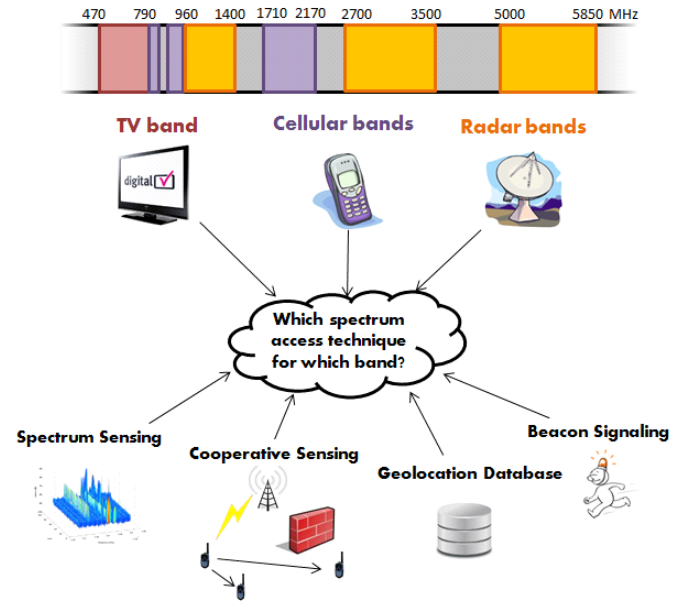 470 790 960 1400 1710 2170 2700 3500 5000 5850 MHz
TV band
Cellular bands
Radar bands
digital
Which spectrum
access technique
for which band?
Spectrum Sensing
Cooperative Sensing
Geolocation Database
Beacon Signaling